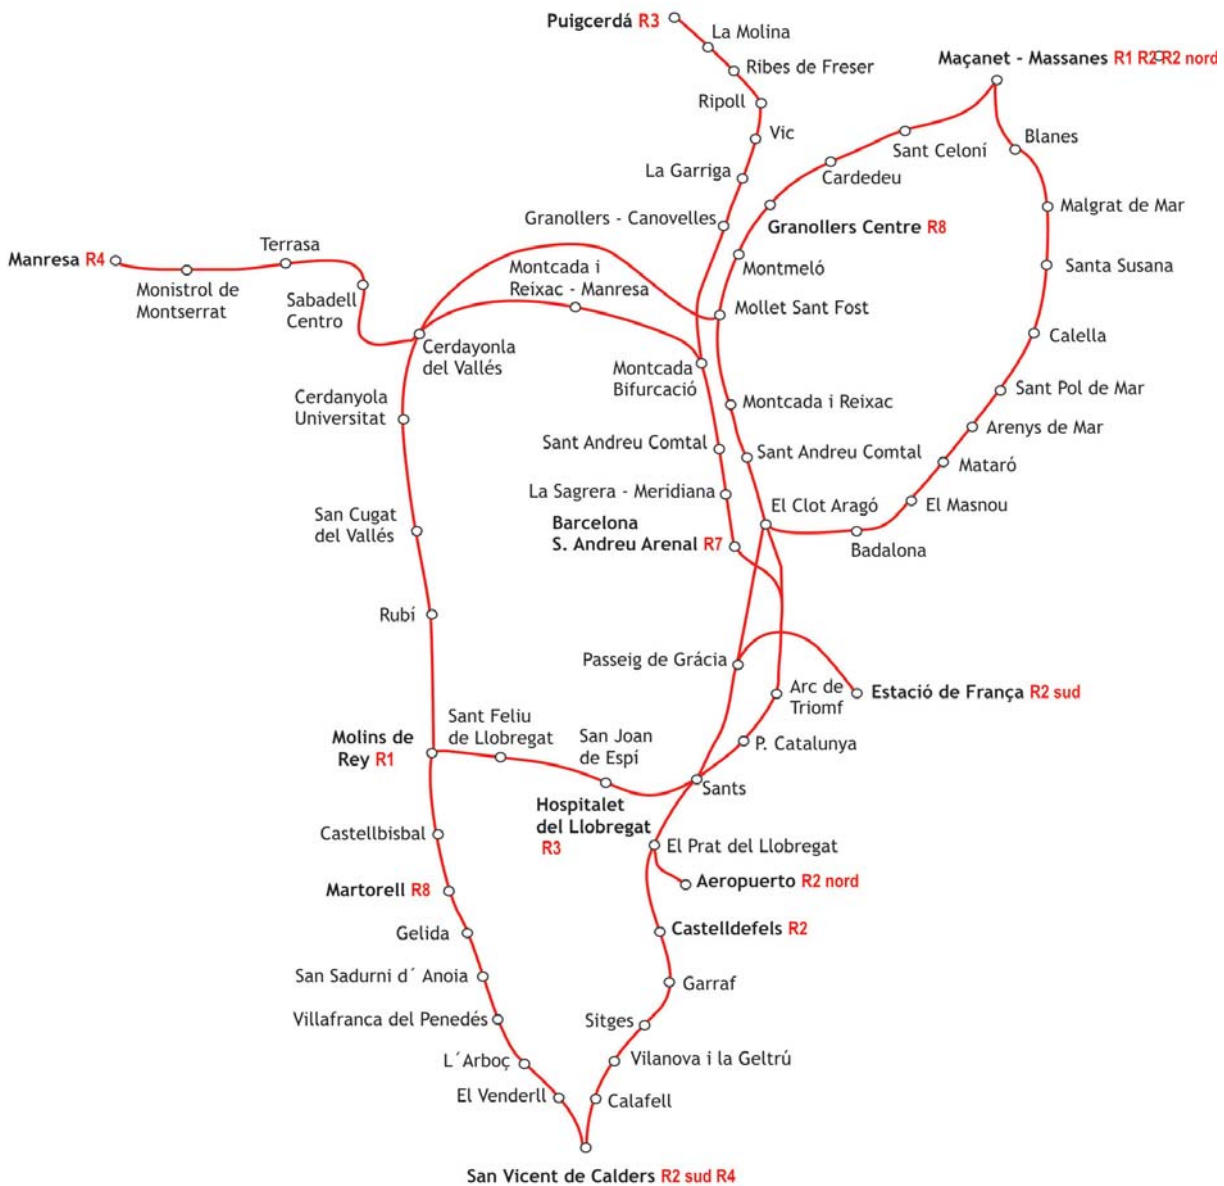 Puigcerdá R3
La Molina
Maçanet - Massanes R1 R2 R2 nord
Ribes de Freser
Ripoll
Vic
Blanes
Sant Celoní
La Garriga
Cardedeu
Malgrat de Mar
Granollers - Canovelles
Granollers Centre R8
Terrasa
Manresa R4
Montcada i
Reixac - Manresa
Montmeló
Santa Susana
Monistrol de
Montserrat
Sabadell
Centro
Mollet Sant Fost
Calella
Cerdayonla
del Vallés
Montcada
Bifurcació
Sant Pol de Mar
Cerdanyola
Universitat
Montcada i Reixac
Arenys de Mar
Sant Andreu Comtal
Sant Andreu Comtal
Mataró
La Sagrera - Meridiana
El Clot Aragó
El Masnou
San Cugat
del Vallés
Barcelona
S. Andreu Arenal R7
Badalona
Rubí
Passeig de Grácia
Arc de
Triomf
Estació de França R2 sud
Sant Feliu
de Llobregat
San Joan
de Espí
Molins de
Rey R1
P. Catalunya
Sants
Hospitalet
del Llobregat
R3
Castellbisbal
El Prat del Llobregat
Martorell R8
Aeropuerto R2 nord
Gelida
Castelldefels R2
San Sadurni d´ Anoia
Garraf
Villafranca del Penedés
Sitges
L´Arboç
Vilanova i la Geltrú
El Venderll
Calafell
San Vicent de Calders R2 sud R4